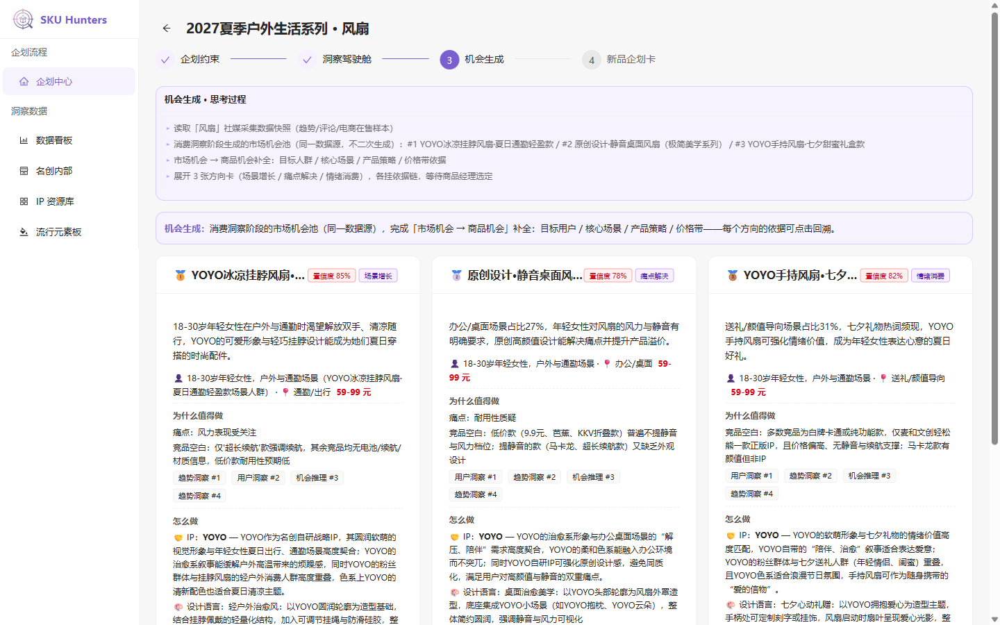 SKU Hunters
企划流程
企划中心
洞察数据
数据看板
名创内部
IP 资源库
流行元素板
2027夏季户外生活系列 • 风扇
企划约束
洞察驾驶舱
3 机会生成
4 新品企划卡
机会生成 • 思考过程
读取「风扇」社媒采集数据快照（趋势/评论/电商在售样本）
消费洞察阶段生成的市场机会池（同一数据源，不二次生成）：#1 YOYO冰凉挂脖风扇·夏日通勤轻盈款 / #2 原创设计·静音桌面风扇（极简美学系列） / #3 YOYO手持风扇·七夕甜蜜礼盒款
市场机会 → 商品机会补全：目标人群 / 核心场景 / 产品策略 / 价格带依据
展开 3 张方向卡（场景增长 / 痛点解决 / 情绪消费），各挂依据链，等待商品经理选定
机会生成：消费洞察阶段的市场机会池（同一数据源），完成「市场机会 → 商品机会」补全：目标用户 / 核心场景 / 产品策略 / 价格带——每个方向的依据可点击回溯。
YOYO冰凉挂脖风扇•... 置信度 85% 场景增长
18-30岁年轻女性在户外与通勤时渴望解放双手、清凉随
行，YOYO的可爱形象与轻巧挂脖设计能成为她们夏日穿
搭的时尚配件。
18-30岁年轻女性，户外与通勤场景（YOYO冰凉挂脖风扇·
夏日通勤轻盈款场景人群） · 通勤/出行 59-99 元
为什么值得做
痛点：风力表现受关注
竞品空白：仅'超长续航'款强调续航，其余竞品均无电池/续航/
材质信息，低价款耐用性预期低
趋势洞察 #1 用户洞察 #2 机会推理 #3
趋势洞察 #4
怎么做
IP：YOYO — YOYO作为名创自研战略IP，其圆润软萌的
视觉形象与年轻女性夏日出行、通勤场景高度契合；YOYO的
治愈系叙事能缓解户外高温带来的烦躁感，同时YOYO的粉丝
群体与挂脖风扇的轻户外消费人群高度重叠，色系上YOYO的
清新配色也适合夏日清凉主题。
设计语言：轻户外治愈风：以YOYO圆润轮廓为造型基础，
结合挂脖佩戴的轻量化结构，加入可调节挂绳与防滑硅胶，整
原创设计•静音桌面风... 置信度 78% 痛点解决
办公/桌面场景占比27%，年轻女性对风扇的风力与静音有
明确要求，原创高颜值设计能解决痛点并提升产品溢价。
18-30岁年轻女性，户外与通勤场景 · 办公/桌面 59-
99 元
为什么值得做
痛点：耐用性质疑
竞品空白：低价款（9.9元、芭蕉、KKV折叠款）普遍不提静音
与风力档位；提静音的款（马卡龙、超长续航款）又缺乏外观
设计
用户洞察 #1 趋势洞察 #2 机会推理 #3
趋势洞察 #4
怎么做
IP：YOYO — YOYO的治愈系形象与办公桌面场景的“解
压、陪伴”需求高度契合，YOYO的柔和色系能融入办公环境
而不突兀；同时YOYO自研IP可强化原创设计感，避免同质
化，满足用户对高颜值与静音的双重痛点。
设计语言：桌面治愈美学：以YOYO头部轮廓为风扇外罩造
型，底座集成YOYO小场景（如YOYO抱枕、YOYO云朵），整
体简约圆润，强调静音与风力可视化
YOYO手持风扇•七夕... 置信度 82% 情绪消费
送礼/颜值导向场景占比31%，七夕礼物热词频现，YOYO
手持风扇可强化情绪价值，成为年轻女性表达心意的夏日
好礼。
18-30岁年轻女性，户外与通勤场景 · 送礼/颜值导向
59-99 元
为什么值得做
竞品空白：多数竞品为白牌卡通或纯功能款，仅麦和文创轻松
熊一款正版IP，且价格偏高、无静音与续航支撑；马卡龙款有
颜值但非IP
用户洞察 #1 趋势洞察 #2 机会推理 #3
趋势洞察 #4
怎么做
IP：YOYO — YOYO的软萌形象与七夕礼物的情绪价值高
度匹配，YOYO自带的“陪伴、治愈”叙事适合表达爱意；
YOYO的粉丝群体与七夕送礼人群（年轻情侣、闺蜜）重叠，
且YOYO色系适合浪漫节日氛围，手持风扇可作为随身携带的
“爱的信物”。
设计语言：七夕心动礼赠：以YOYO拥抱爱心为造型主题，
手柄处可定制刻字或挂饰，风扇启动时扇叶呈现爱心光影，整